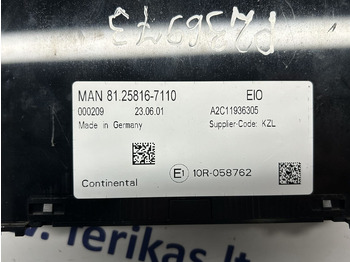 MAN 81.25816-7110 EIO
000209 23.06.01 A2C11936305
Made in Germany Supplier-Code: KZL
Continental E1 10R-058762